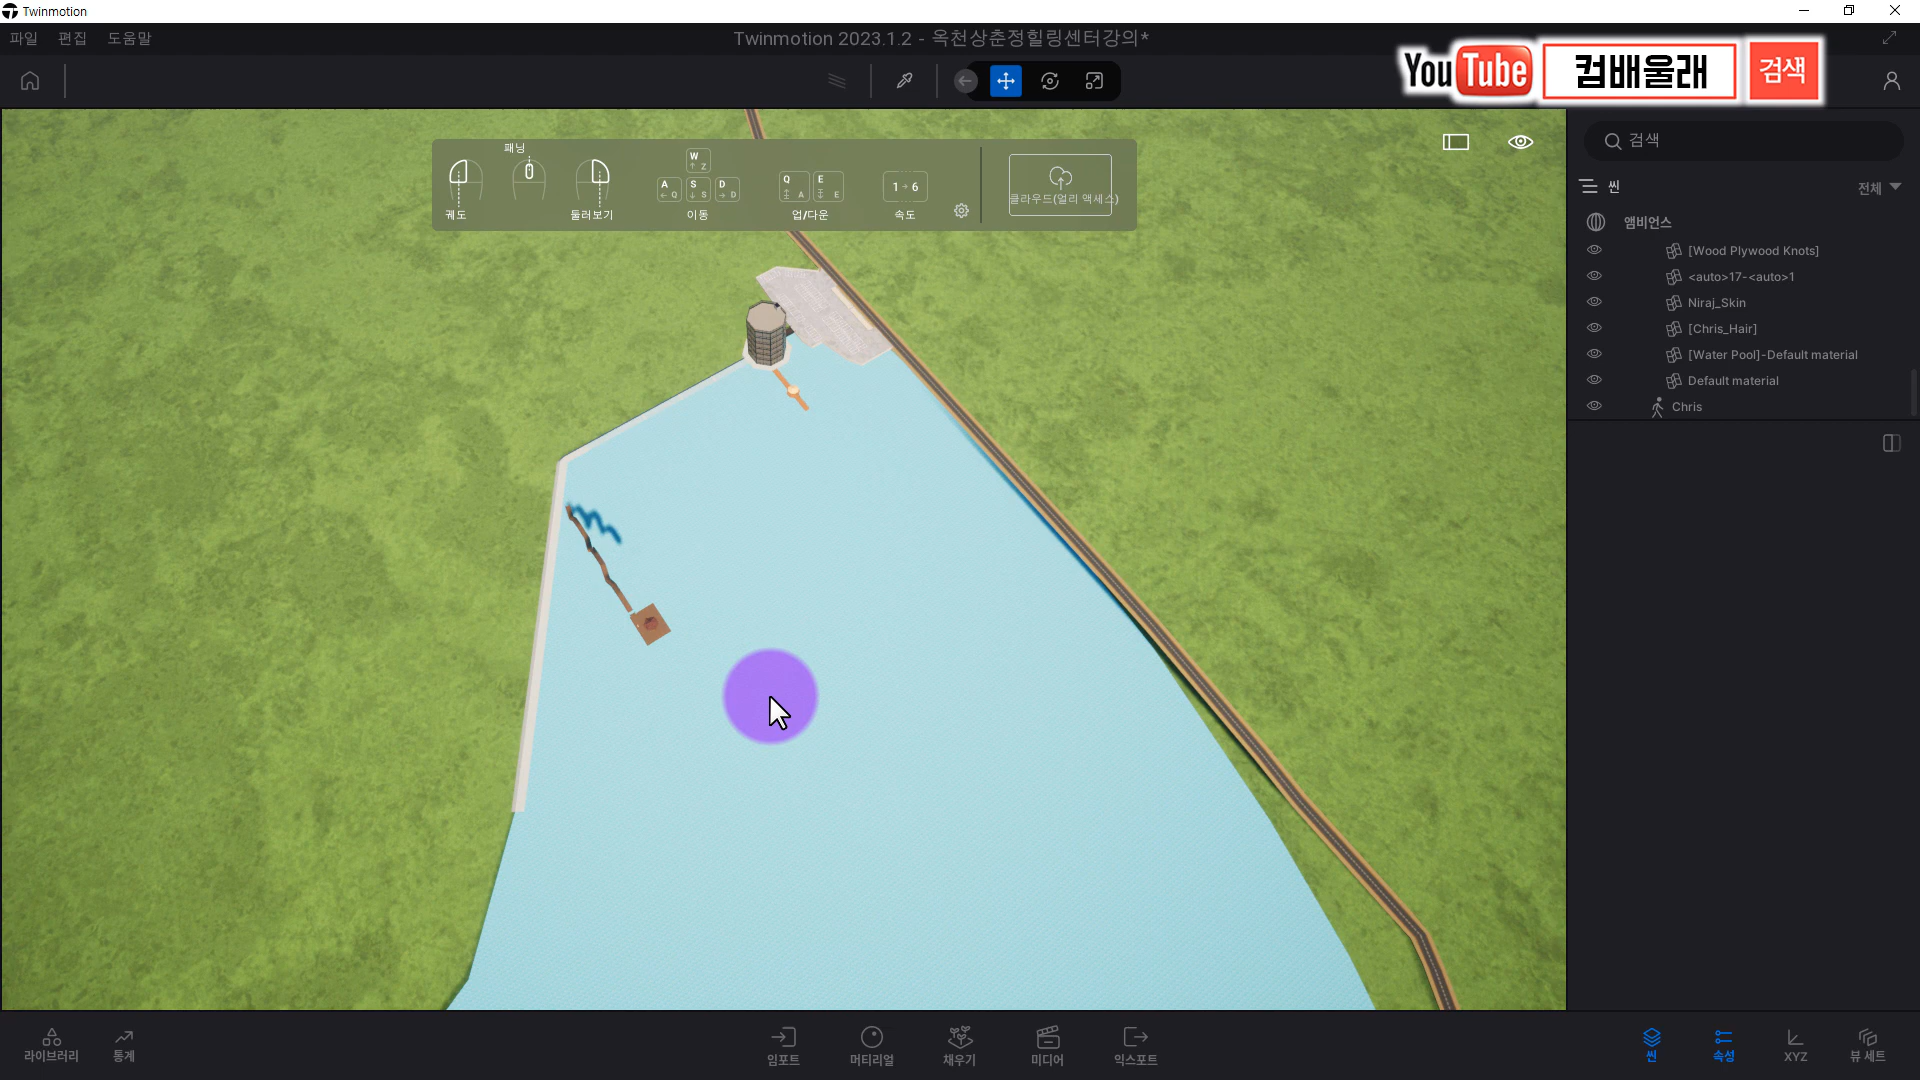 Twinmotion
파일 편집 도움말
Twinmotion 2023.1.2 - 옥천상춘정힐링센터강의*
YouTube 컴배울래 검색
패닝
궤도
둘러보기
W
Z
A
Q
S
S
D
D
이동
Q
A
E
E
업/다운
1 → 6
속도
클라우드(얼리 액세스)
검색
씬
전체
앰비언스
[Wood Plywood Knots]
<auto>17-<auto>1
Niraj_Skin
[Chris_Hair]
[Water Pool]-Default material
Default material
Chris
라이브러리
통계
임포트
머티리얼
채우기
미디어
익스포트
씬
속성
XYZ
뷰 세트